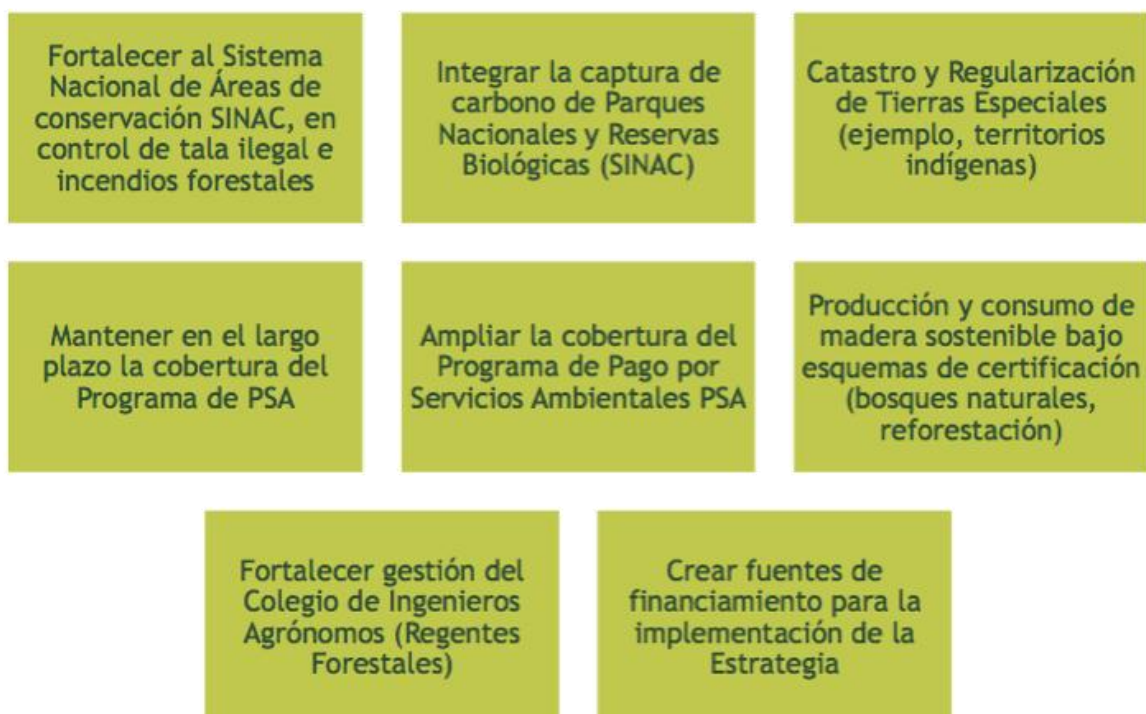 Fortalecer al Sistema
Nacional de Áreas de
conservación SINAC, en
control de tala ilegal e
incendios forestales
Integrar la captura de
carbono de Parques
Nacionales y Reservas
Biológicas (SINAC)
Catastro y Regularización
de Tierras Especiales
(ejemplo, territorios
indígenas)
Mantener en el largo
plazo la cobertura del
Programa de PSA
Ampliar la cobertura del
Programa de Pago por
Servicios Ambientales PSA
Producción y consumo de
madera sostenible bajo
esquemas de certificación
(bosques naturales,
reforestación)
Fortalecer gestión del
Colegio de Ingenieros
Agrónomos (Regentes
Forestales)
Crear fuentes de
financiamiento para la
implementación de la
Estrategia